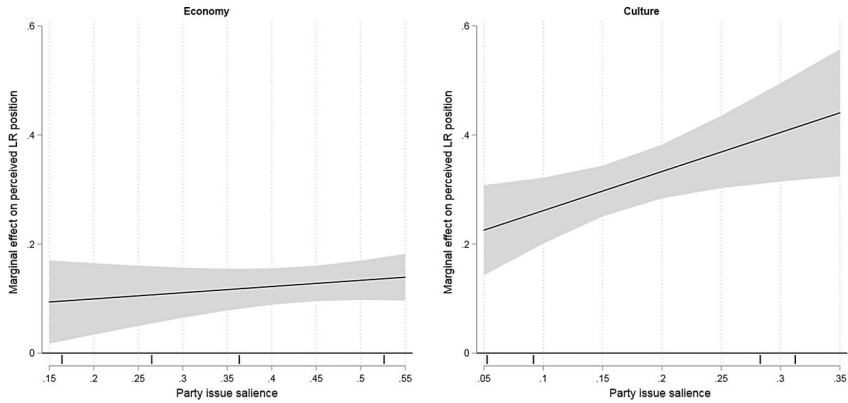 Economy
Marginal effect on perceived LR position
.6
.4
.2
0
.15 .2 .25 .3 .35 .4 .45 .5 .55
Party issue salience
Culture
Marginal effect on perceived LR position
.6
.4
.2
0
.05 .1 .15 .2 .25 .3 .35
Party issue salience